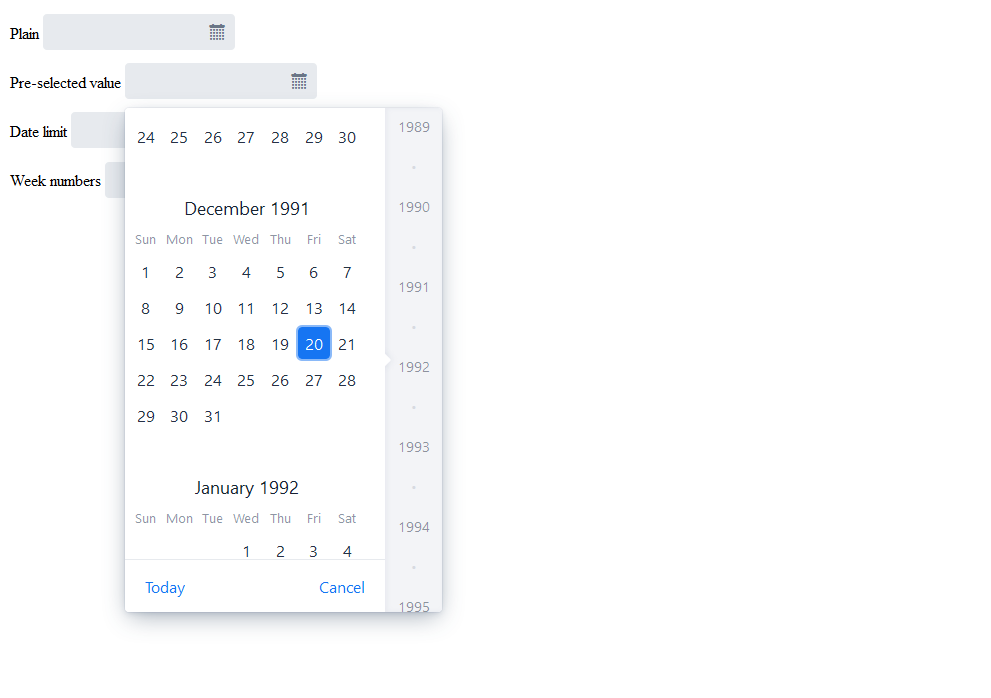 Plain
Pre-selected value
Date limit
Week numbers
24 25 26 27 28 29 30
December 1991
Sun Mon Tue Wed Thu Fri Sat
1 2 3 4 5 6 7
8 9 10 11 12 13 14
15 16 17 18 19 20 21
22 23 24 25 26 27 28
29 30 31
January 1992
Sun Mon Tue Wed Thu Fri Sat
1 2 3 4
Today Cancel
1989
1990
1991
1992
1993
1994
1995